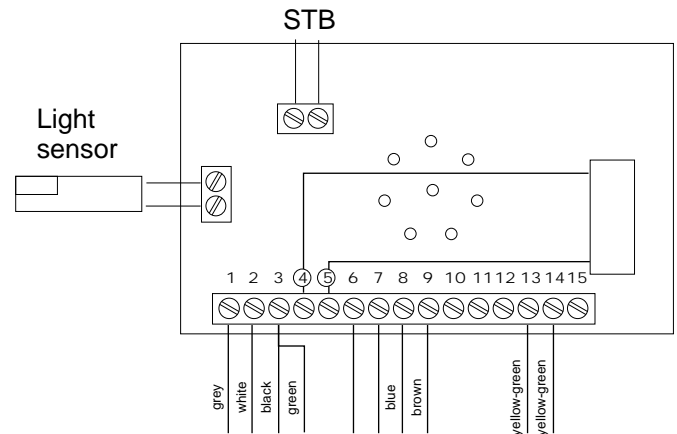 STB
Light
sensor
1 2 3 4 5 6 7 8 9 10 11 12 13 14 15
grey
white
black
green
blue
brown
yellow-green
yellow-green